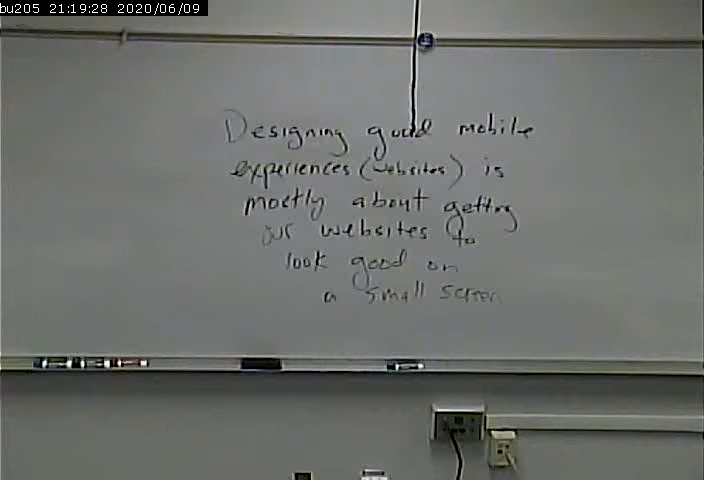 bu205 21:19:28 2020/06/09
Designing good mobile
experiences (websites) is
mostly about getting
our websites to
look good on
a small screen